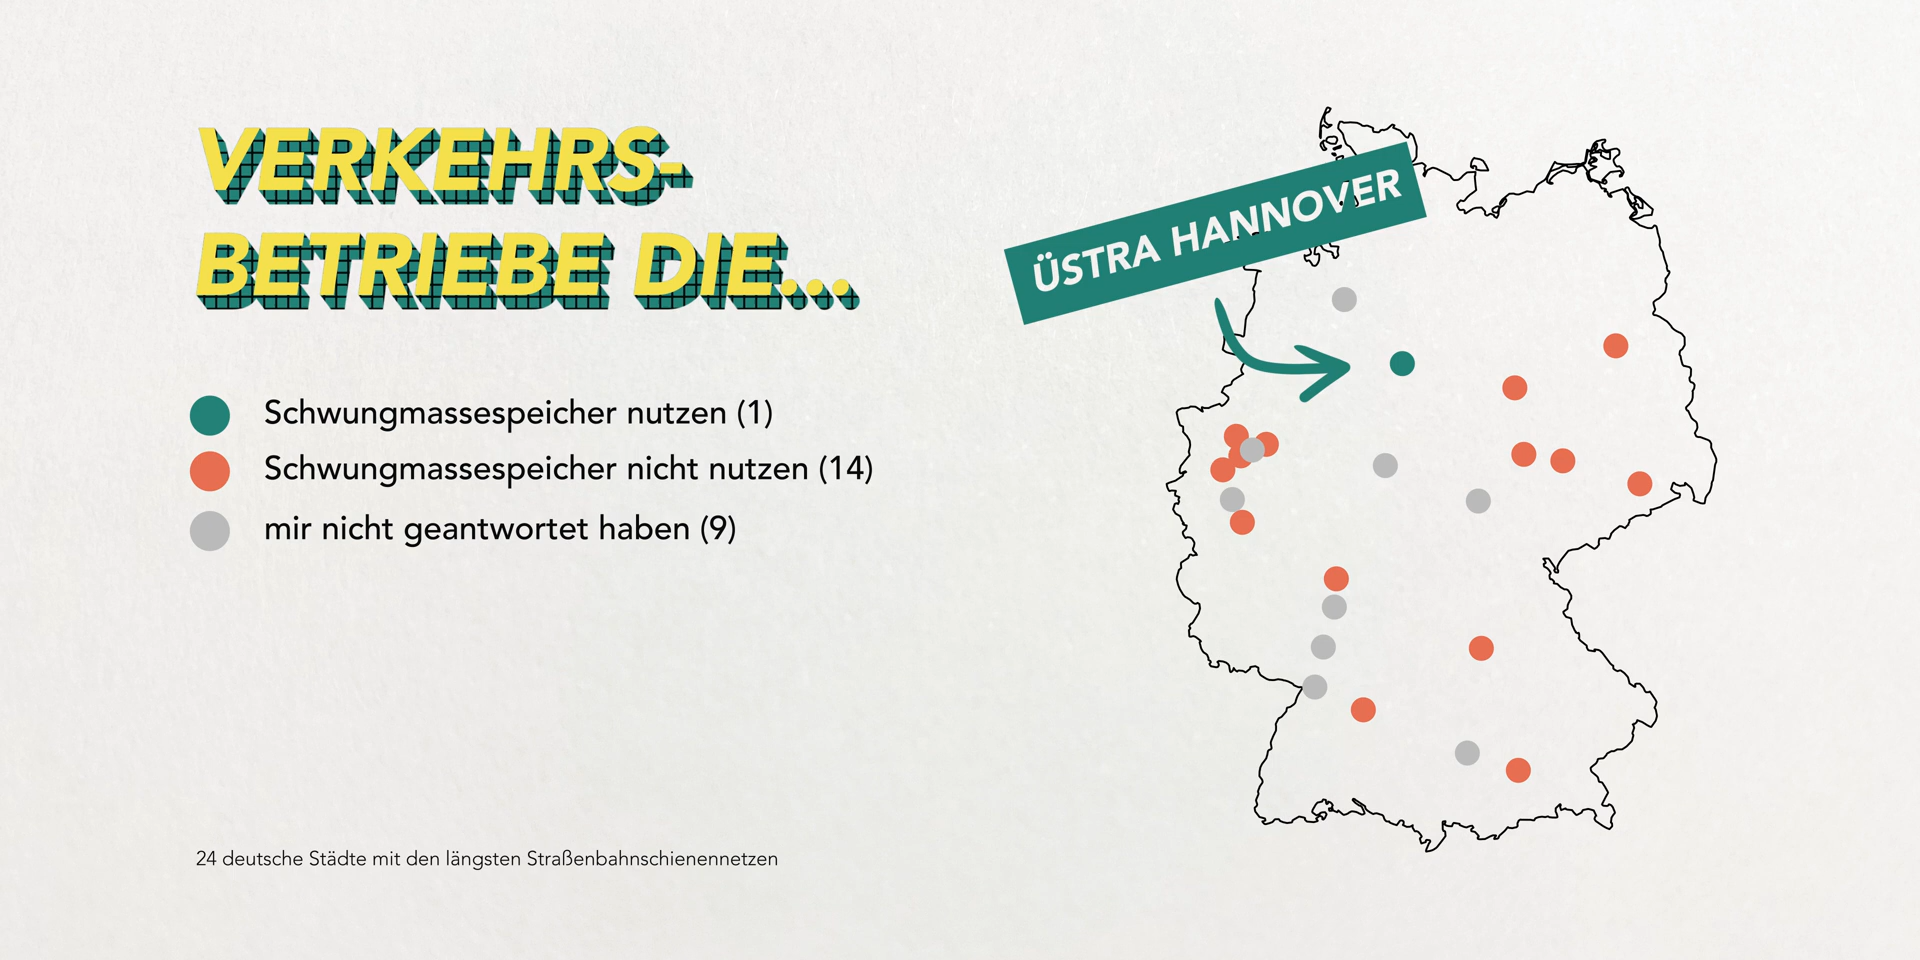 VERKEHRS-
BETRIEBE DIE...
Schwungmassespeicher nutzen (1)
Schwungmassespeicher nicht nutzen (14)
mir nicht geantwortet haben (9)
24 deutsche Städte mit den längsten Straßenbahnschienennetzen
ÜSTRA HANNOVER